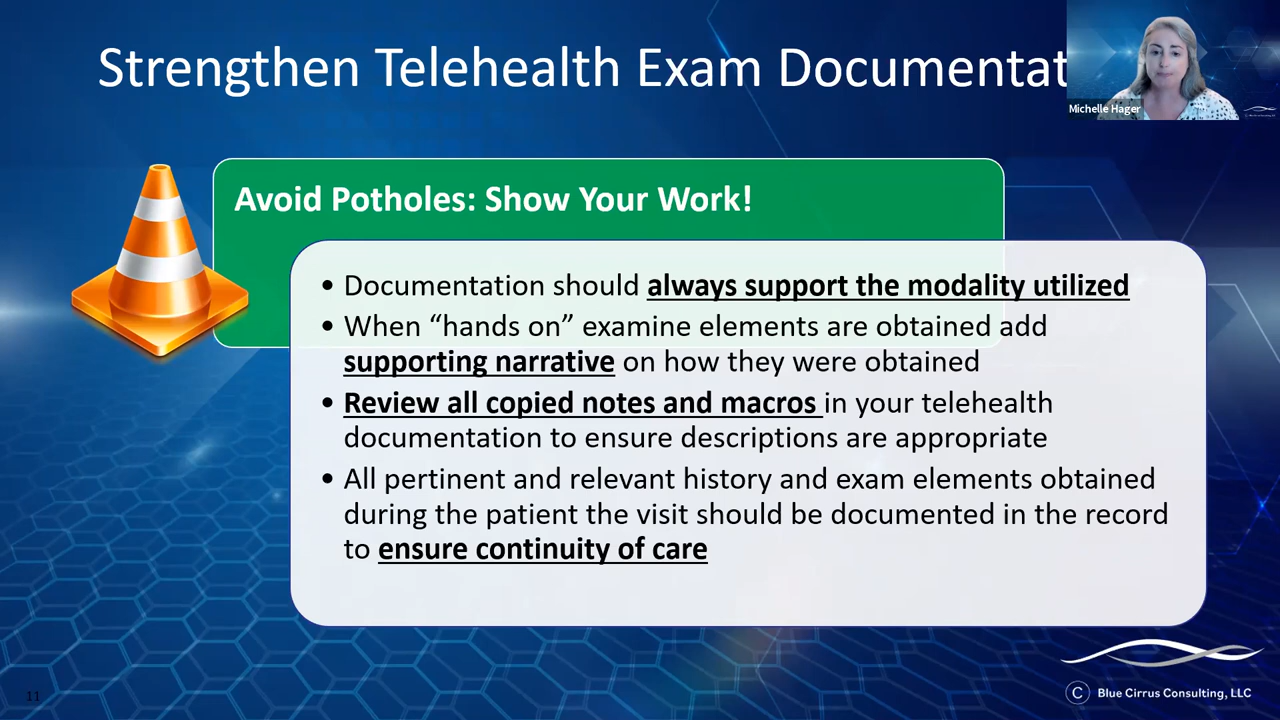 Strengthen Telehealth Exam Documentat
Michelle Hager
Avoid Potholes: Show Your Work!
• Documentation should always support the modality utilized
• When “hands on” examine elements are obtained add
supporting narrative on how they were obtained
• Review all copied notes and macros in your telehealth
documentation to ensure descriptions are appropriate
• All pertinent and relevant history and exam elements obtained
during the patient the visit should be documented in the record
to ensure continuity of care
11
© Blue Cirrus Consulting, LLC